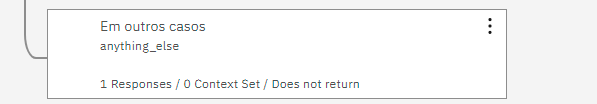 Em outros casos
anything_else
1 Responses / 0 Context Set / Does not return